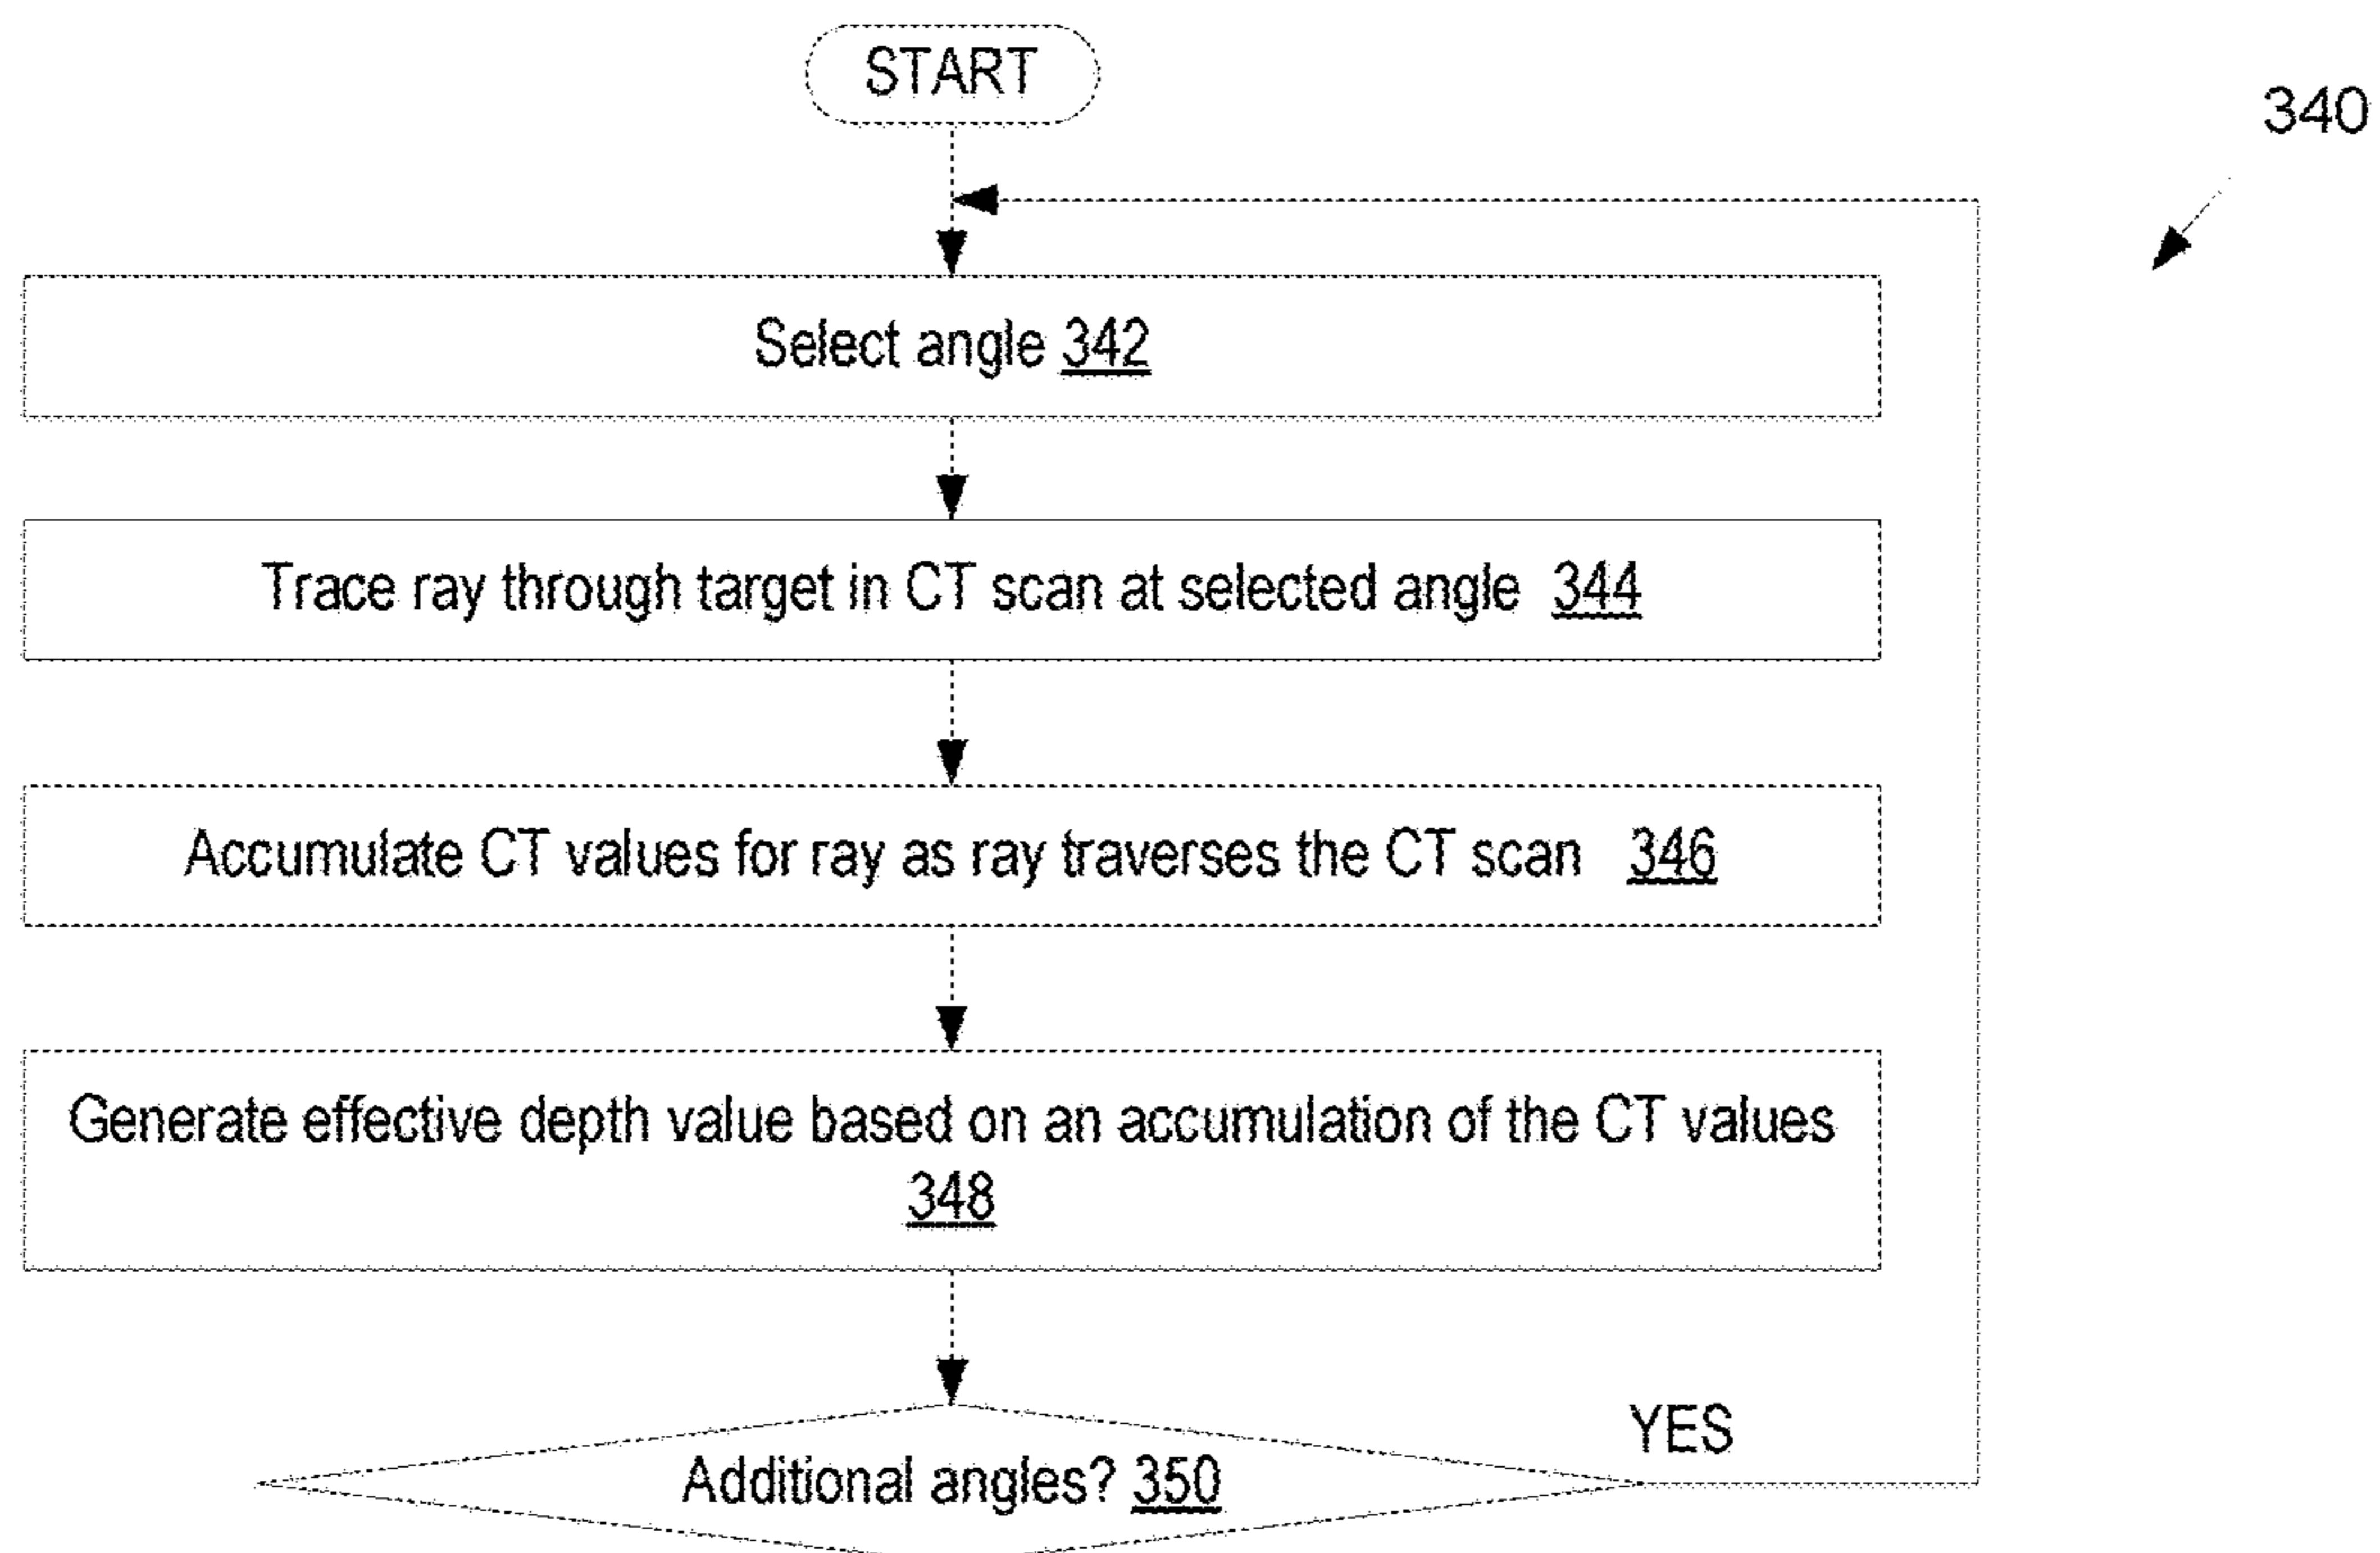 START
340
Select angle 342
Trace ray through target in CT scan at selected angle 344
Accumulate CT values for ray as ray traverses the CT scan 346
Generate effective depth value based on an accumulation of the CT values
348
YES
Additional angles? 350